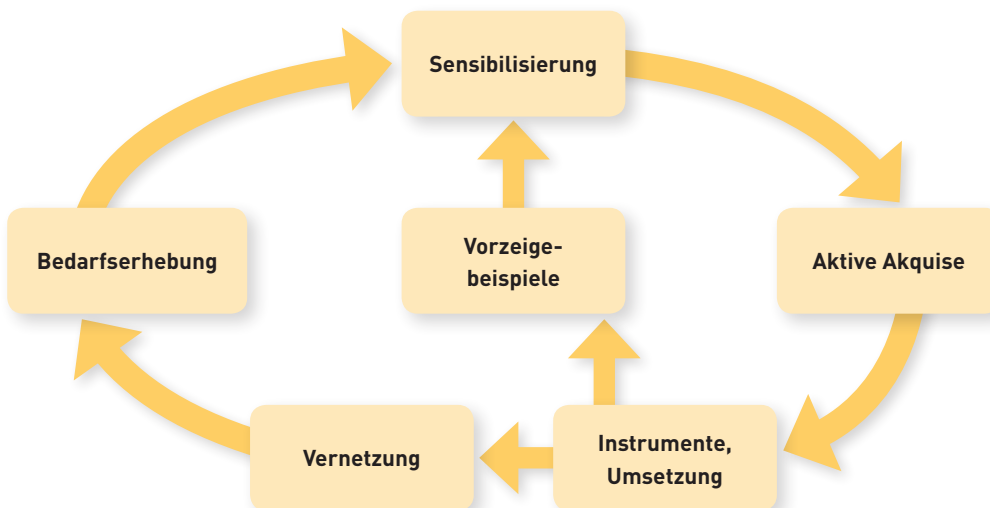 Sensibilisierung
Bedarfserhebung
Vorzeige-
beispiele
Aktive Akquise
Vernetzung
Instrumente,
Umsetzung